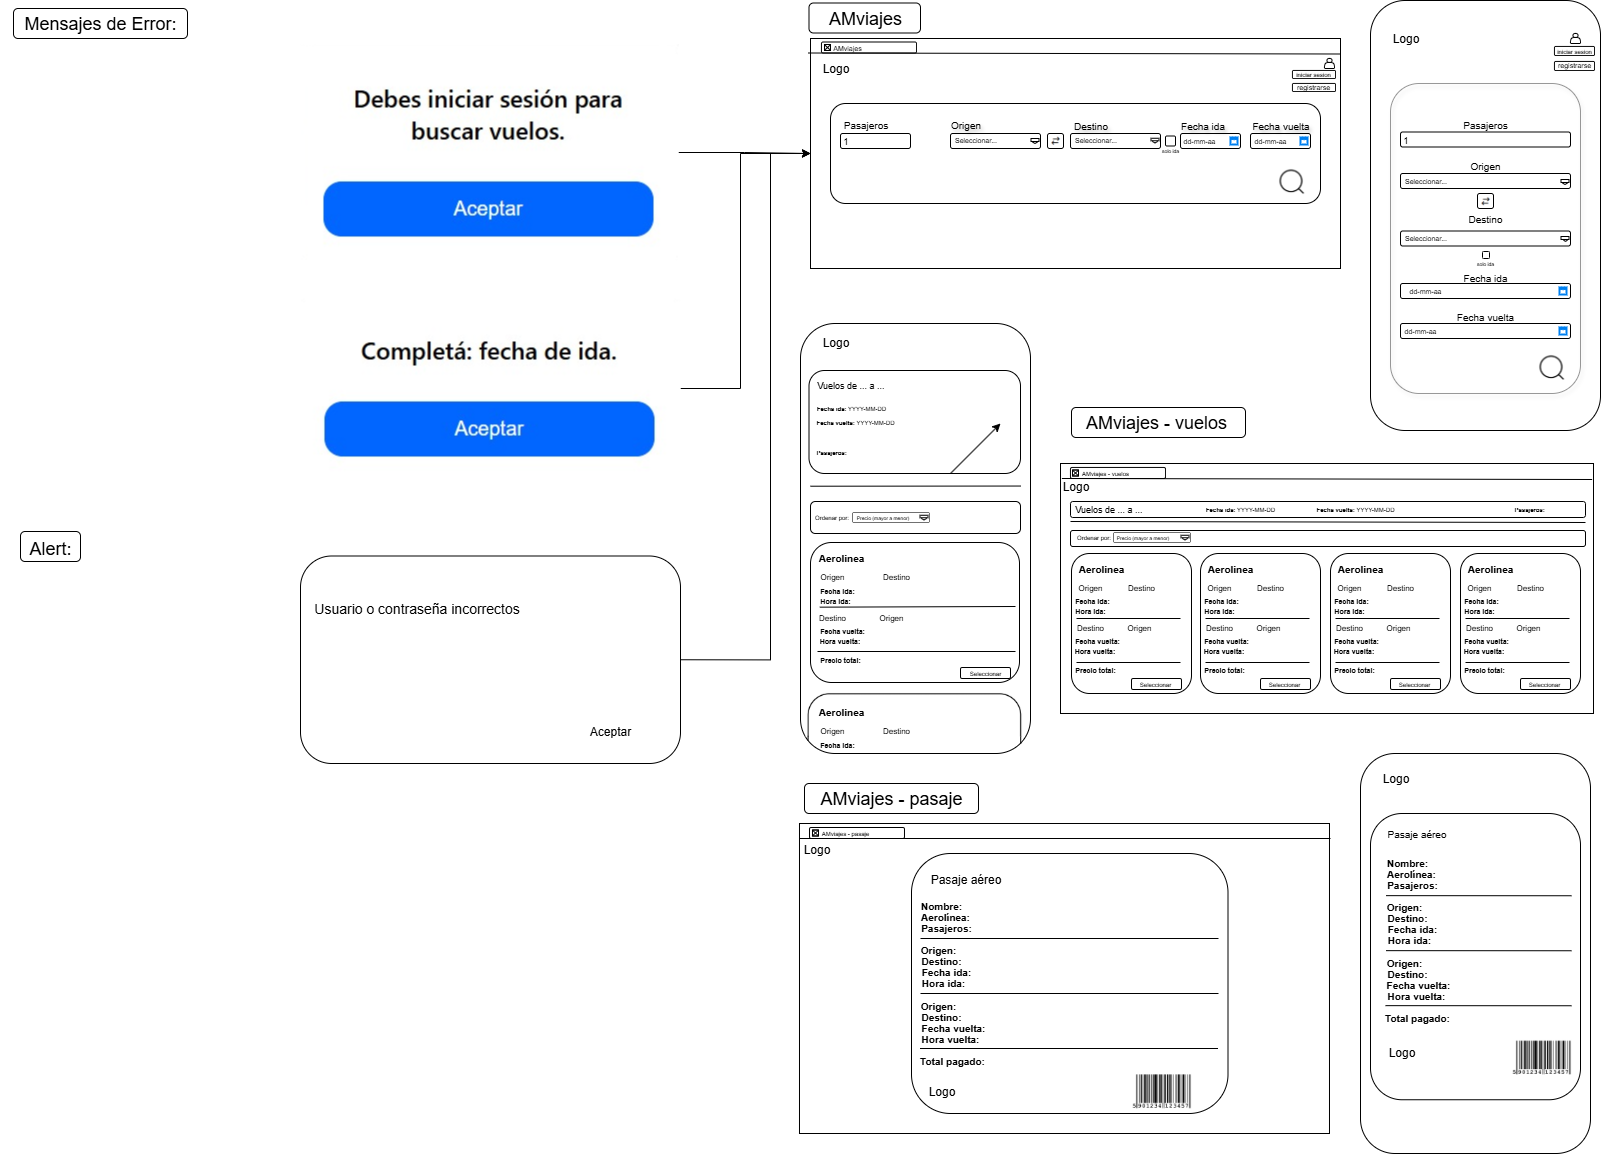 Mensajes de Error:
Debes iniciar sesión para
buscar vuelos.
Aceptar
Completá: fecha de ida.
Aceptar
Alert:
Usuario o contraseña incorrectos
Aceptar
AMviajes
AMviajes
Logo
iniciar sesion
registrarse
Pasajeros
1
Origen
Seleccionar...
Destino
Seleccionar...
solo ida
Fecha ida
dd-mm-aa
Fecha vuelta
dd-mm-aa
Logo
iniciar sesion
registrarse
Pasajeros
1
Origen
Seleccionar...
Destino
Seleccionar...
solo ida
Fecha ida
dd-mm-aa
Fecha vuelta
dd-mm-aa
Logo
Vuelos de ... a ...
Fecha ida: YYYY-MM-DD
Fecha vuelta: YYYY-MM-DD
Pasajeros:
Ordenar por: Precio (mayor a menor)
Aerolinea
Origen Destino
Fecha ida:
Hora ida:
Destino Origen
Fecha vuelta:
Hora vuelta:
Precio total:
Seleccionar
Aerolinea
Origen Destino
Fecha ida:
AMviajes - vuelos
AMviajes - vuelos
Logo
Vuelos de ... a ... Fecha ida: YYYY-MM-DD Fecha vuelta: YYYY-MM-DD Pasajeros:
Ordenar por: Precio (mayor a menor)
Aerolinea
Origen Destino
Fecha ida:
Hora ida:
Destino Origen
Fecha vuelta:
Hora vuelta:
Precio total:
Seleccionar
Aerolinea
Origen Destino
Fecha ida:
Hora ida:
Destino Origen
Fecha vuelta:
Hora vuelta:
Precio total:
Seleccionar
Aerolinea
Origen Destino
Fecha ida:
Hora ida:
Destino Origen
Fecha vuelta:
Hora vuelta:
Precio total:
Seleccionar
Aerolinea
Origen Destino
Fecha ida:
Hora ida:
Destino Origen
Fecha vuelta:
Hora vuelta:
Precio total:
Seleccionar
AMviajes - pasaje
AMviajes - pasaje
Logo
Pasaje aéreo
Nombre:
Aerolínea:
Pasajeros:
Origen:
Destino:
Fecha ida:
Hora ida:
Origen:
Destino:
Fecha vuelta:
Hora vuelta:
Total pagado:
Logo
5 901234 123457
Logo
Pasaje aéreo
Nombre:
Aerolínea:
Pasajeros:
Origen:
Destino:
Fecha ida:
Hora ida:
Origen:
Destino:
Fecha vuelta:
Hora vuelta:
Total pagado:
Logo
5 901234 123457